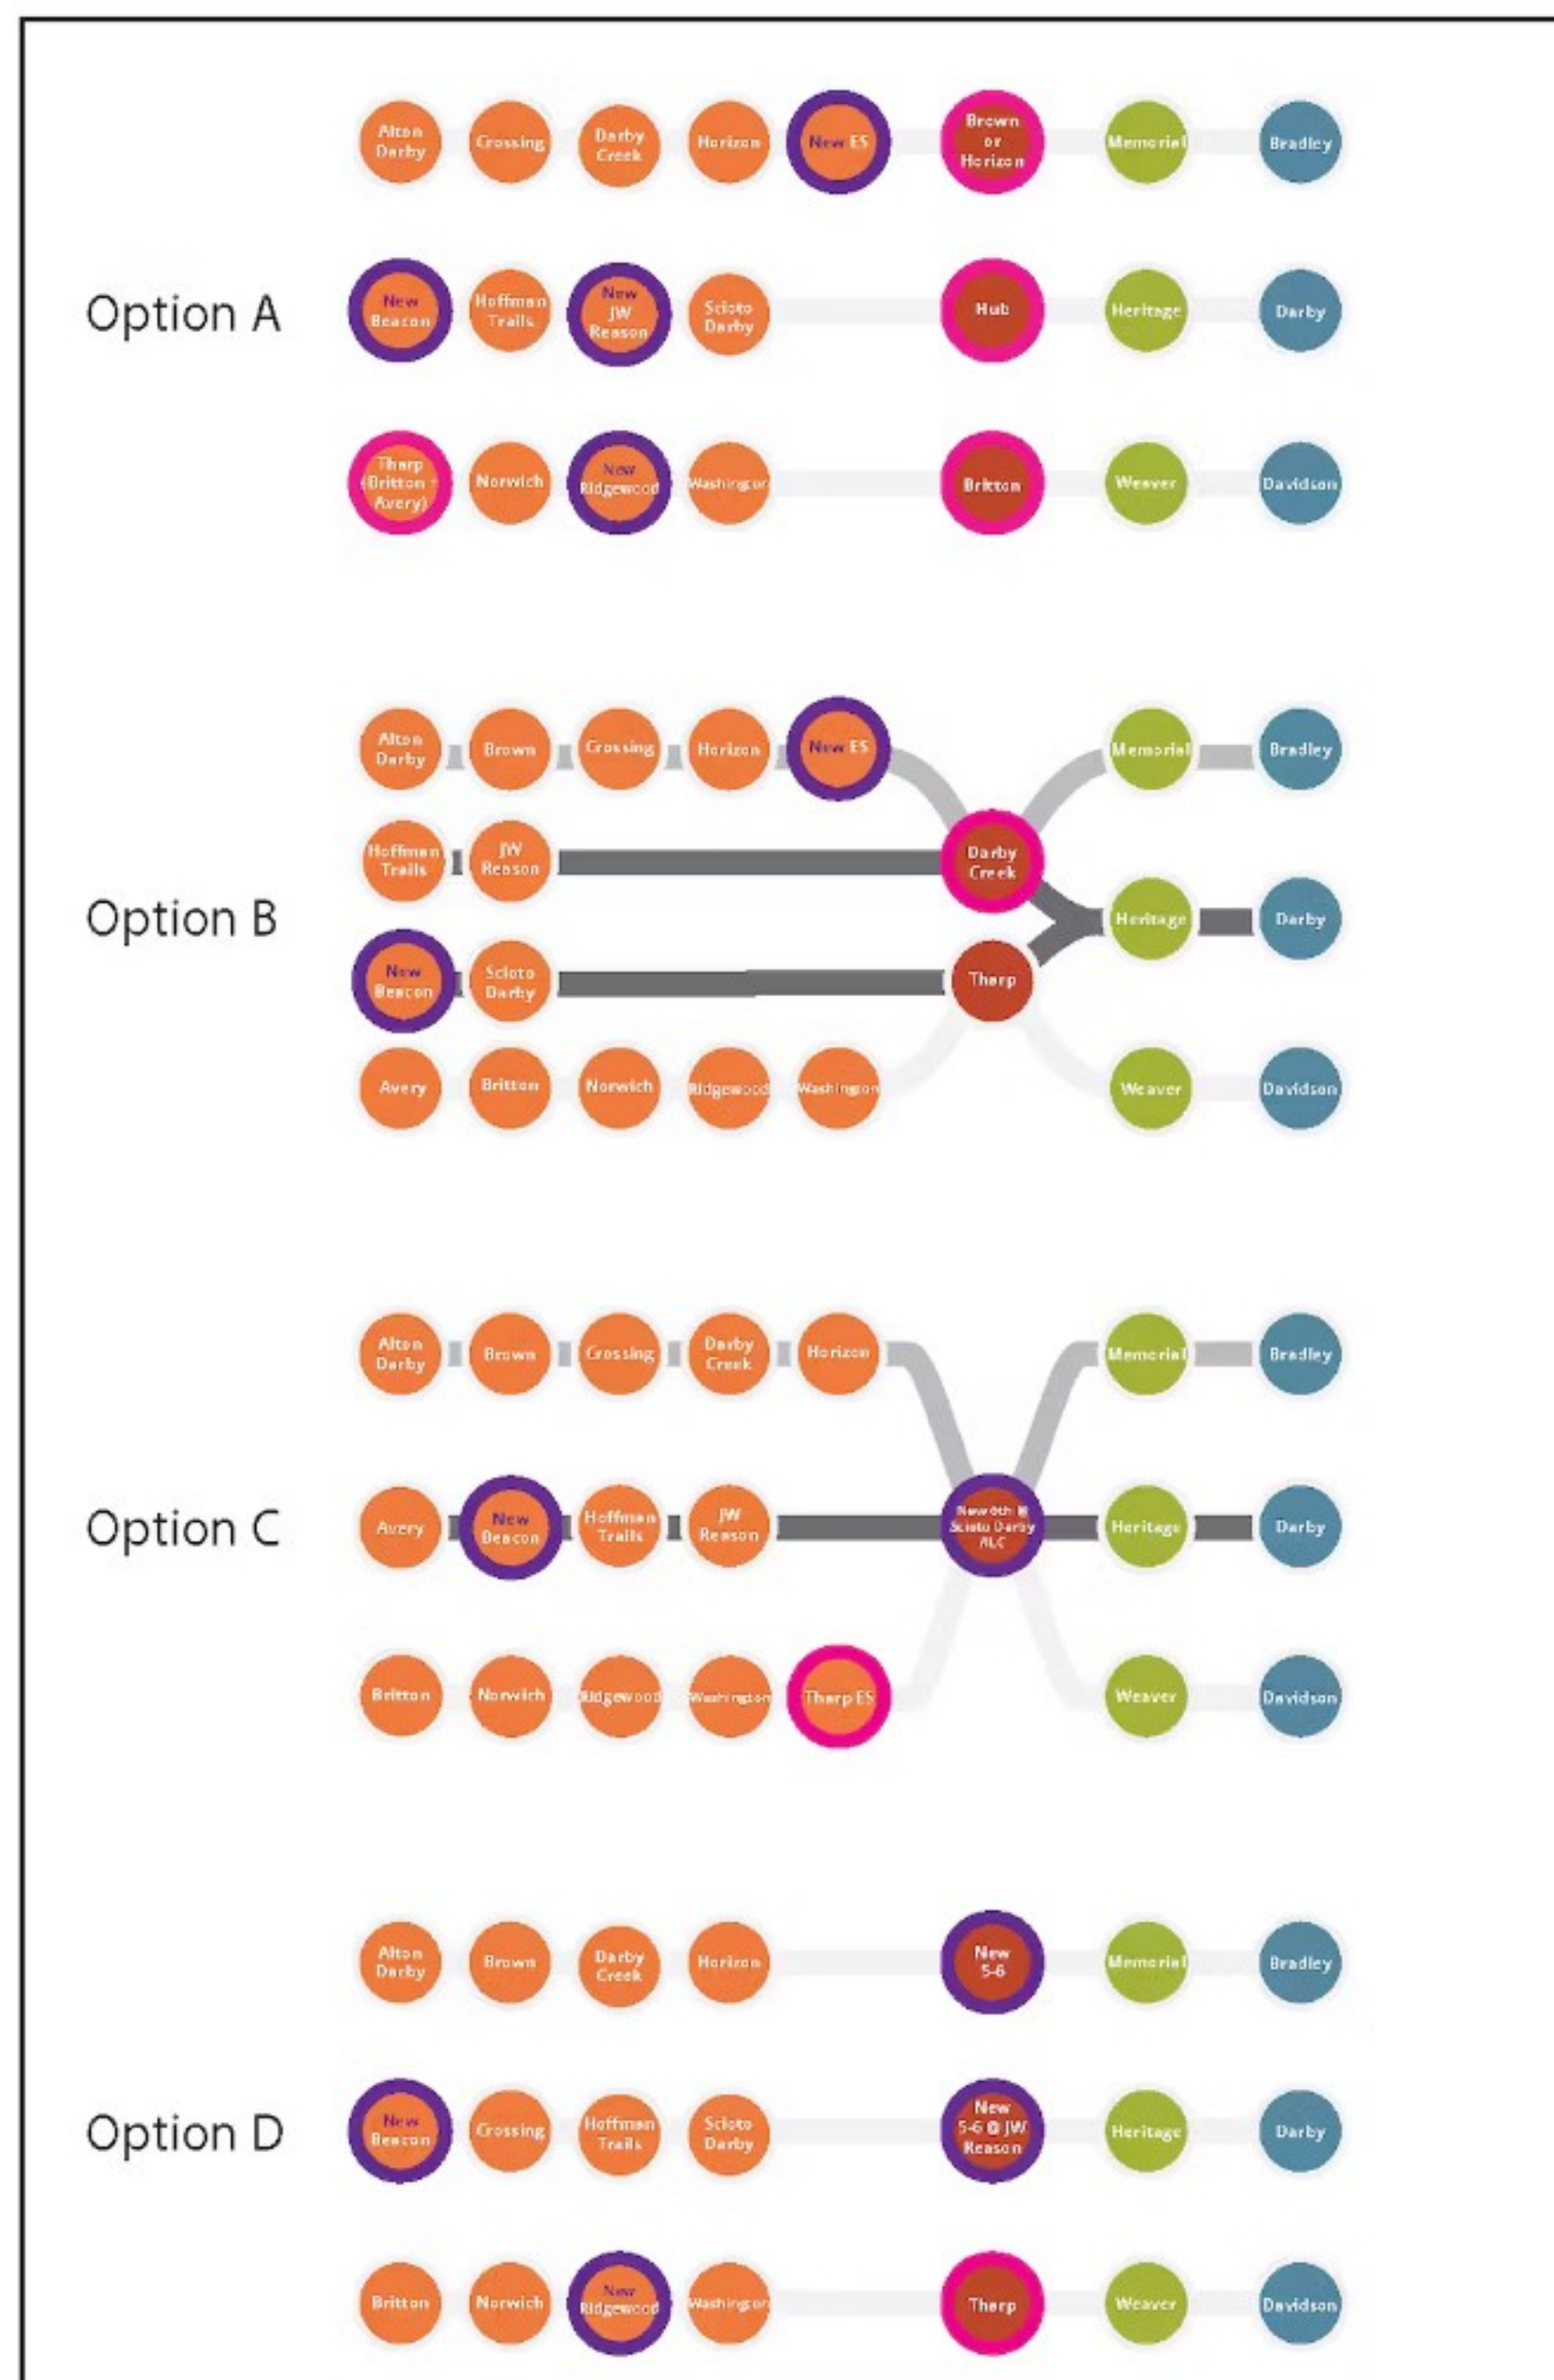 Alton
Darby
Crossing
Darby
Creek
Horizon
New ES
Brown
or
Horizon
Memorial
Bradley
Option A
New
Beacon
Hoffman
Trails
New
JW
Reason
Scioto
Darby
Hub
Heritage
Darby
Tharp
(Britton +
Avery)
Norwich
New
Ridgewood
Washington
Britton
Weaver
Davidson
Option B
Alton
Darby
Brown
Crossing
Horizon
New ES
Memorial
Bradley
Hoffman
Trails
JW
Reason
Darby
Creek
Heritage
Darby
New
Beacon
Scioto
Darby
Tharp
Avery
Britton
Norwich
Ridgewood
Washington
Weaver
Davidson
Option C
Alton
Darby
Brown
Crossing
Darby
Creek
Horizon
Memorial
Bradley
Avery
New
Beacon
Hoffman
Trails
JW
Reason
New 6th @
Scioto Darby
ALC
Heritage
Darby
Britton
Norwich
Ridgewood
Washington
Tharp ES
Weaver
Davidson
Option D
Alton
Darby
Brown
Darby
Creek
Horizon
New
5-6
Memorial
Bradley
New
Beacon
Crossing
Hoffman
Trails
Scioto
Darby
New
5-6 @ JW
Reason
Heritage
Darby
Britton
Norwich
New
Ridgewood
Washington
Tharp
Weaver
Davidson